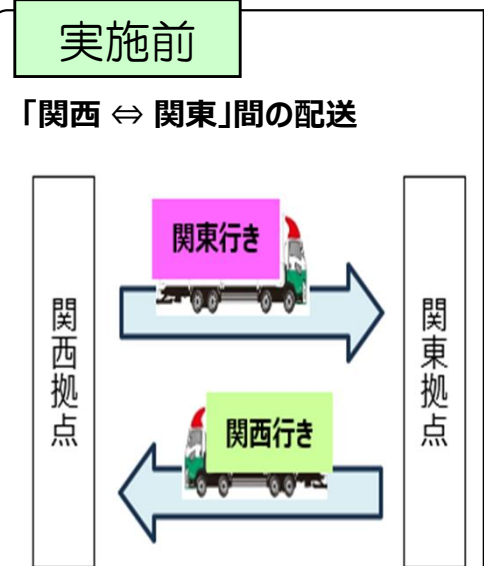 実施前
「関西 ⇔ 関東」間の配送
関東行き
関西拠点
関東拠点
関西行き